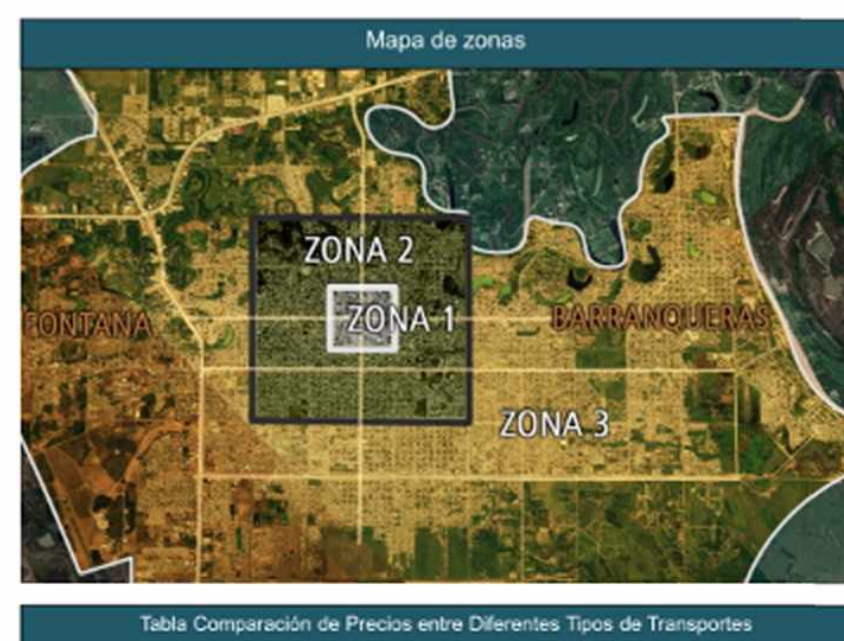 Mapa de zonas
ZONA 2
FONTANA
ZONA 1
BARRANQUERAS
ZONA 3
Tabla Comparación de Precios entre Diferentes Tipos de Transportes